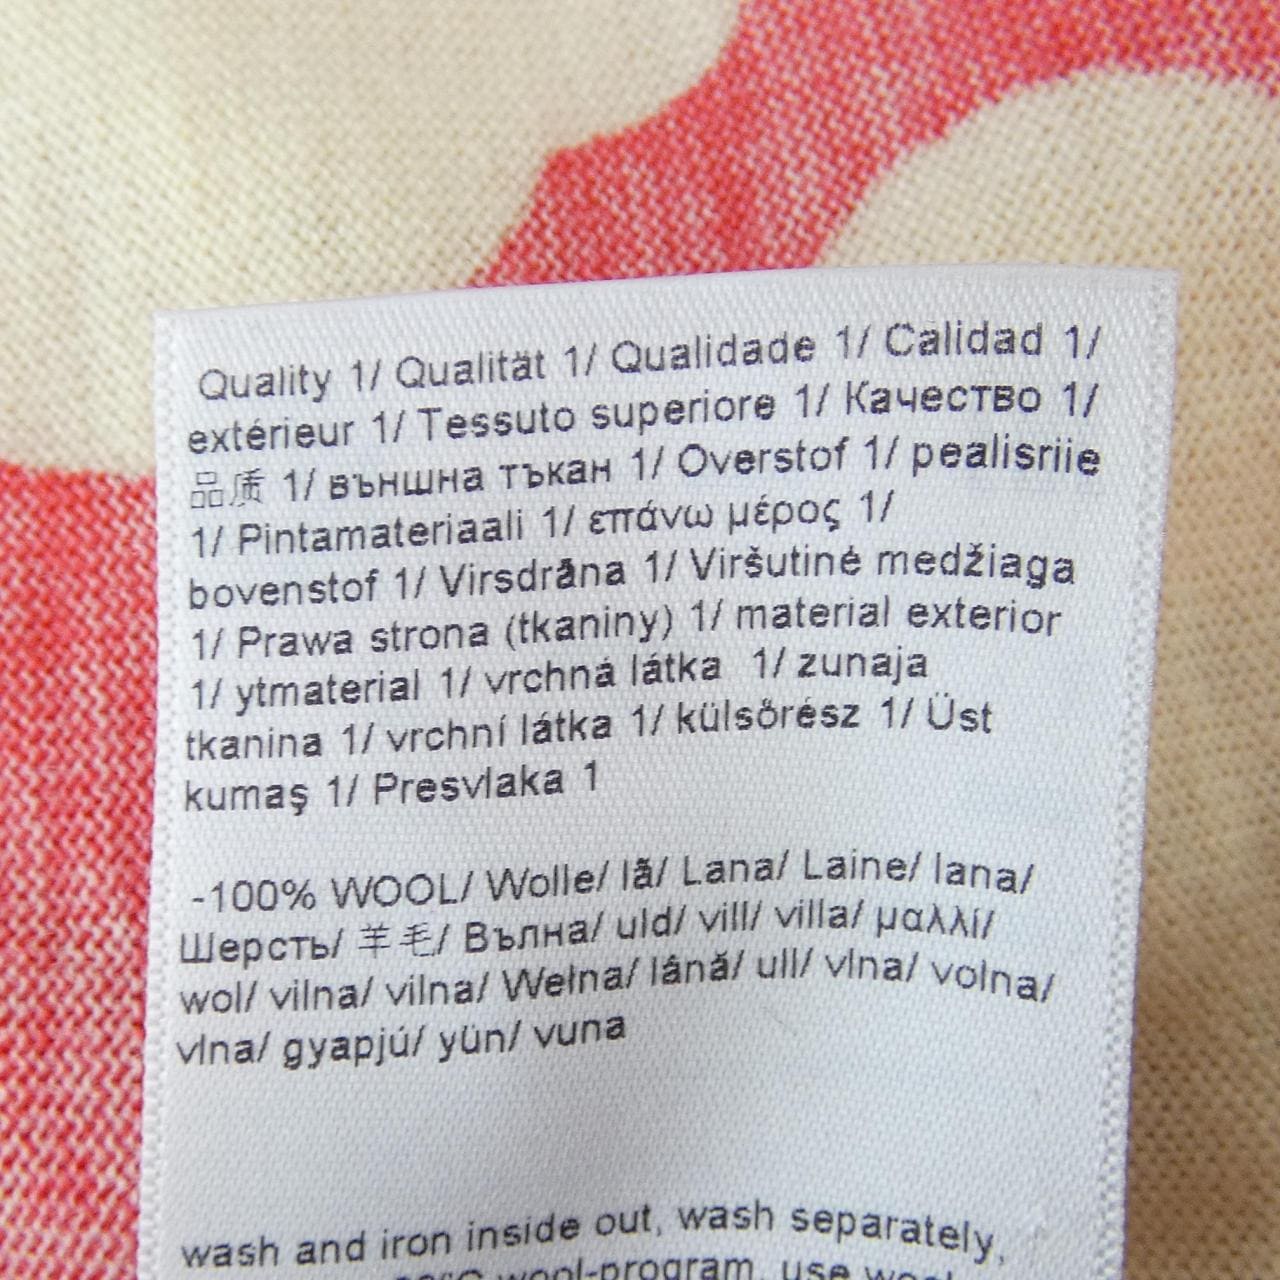 Quality 1/ Qualität 1/ Qualidade 1/ Calidad 1/
extérieur 1/ Tessuto superiore 1/ Качество 1/
品质 1/ външна тъкан 1/ Overstof 1/ pealisriie
1/ Pintamateriaali 1/ επάνω μέρος 1/
bovenstof 1/ Virsdrāna 1/ Viršutinė medžiaga
1/ Prawa strona (tkaniny) 1/ material exterior
1/ ytmaterial 1/ vrchná látka 1/ zunaja
tkanina 1/ vrchní látka 1/ külsőrész 1/ Üst
kumaş 1/ Presvlaka 1
-100% WOOL/ Wolle/ lã/ Lana/ Laine/ lana/
Шерсть/ 羊毛/ Вълна/ uld/ vill/ villa/ μαλλί/
wol/ vilna/ vilna/ Wełna/ lână/ ull/ vlna/ volna/
vlna/ gyapjú/ yün/ vuna
wash and iron inside out, wash separately,
wool-program, use